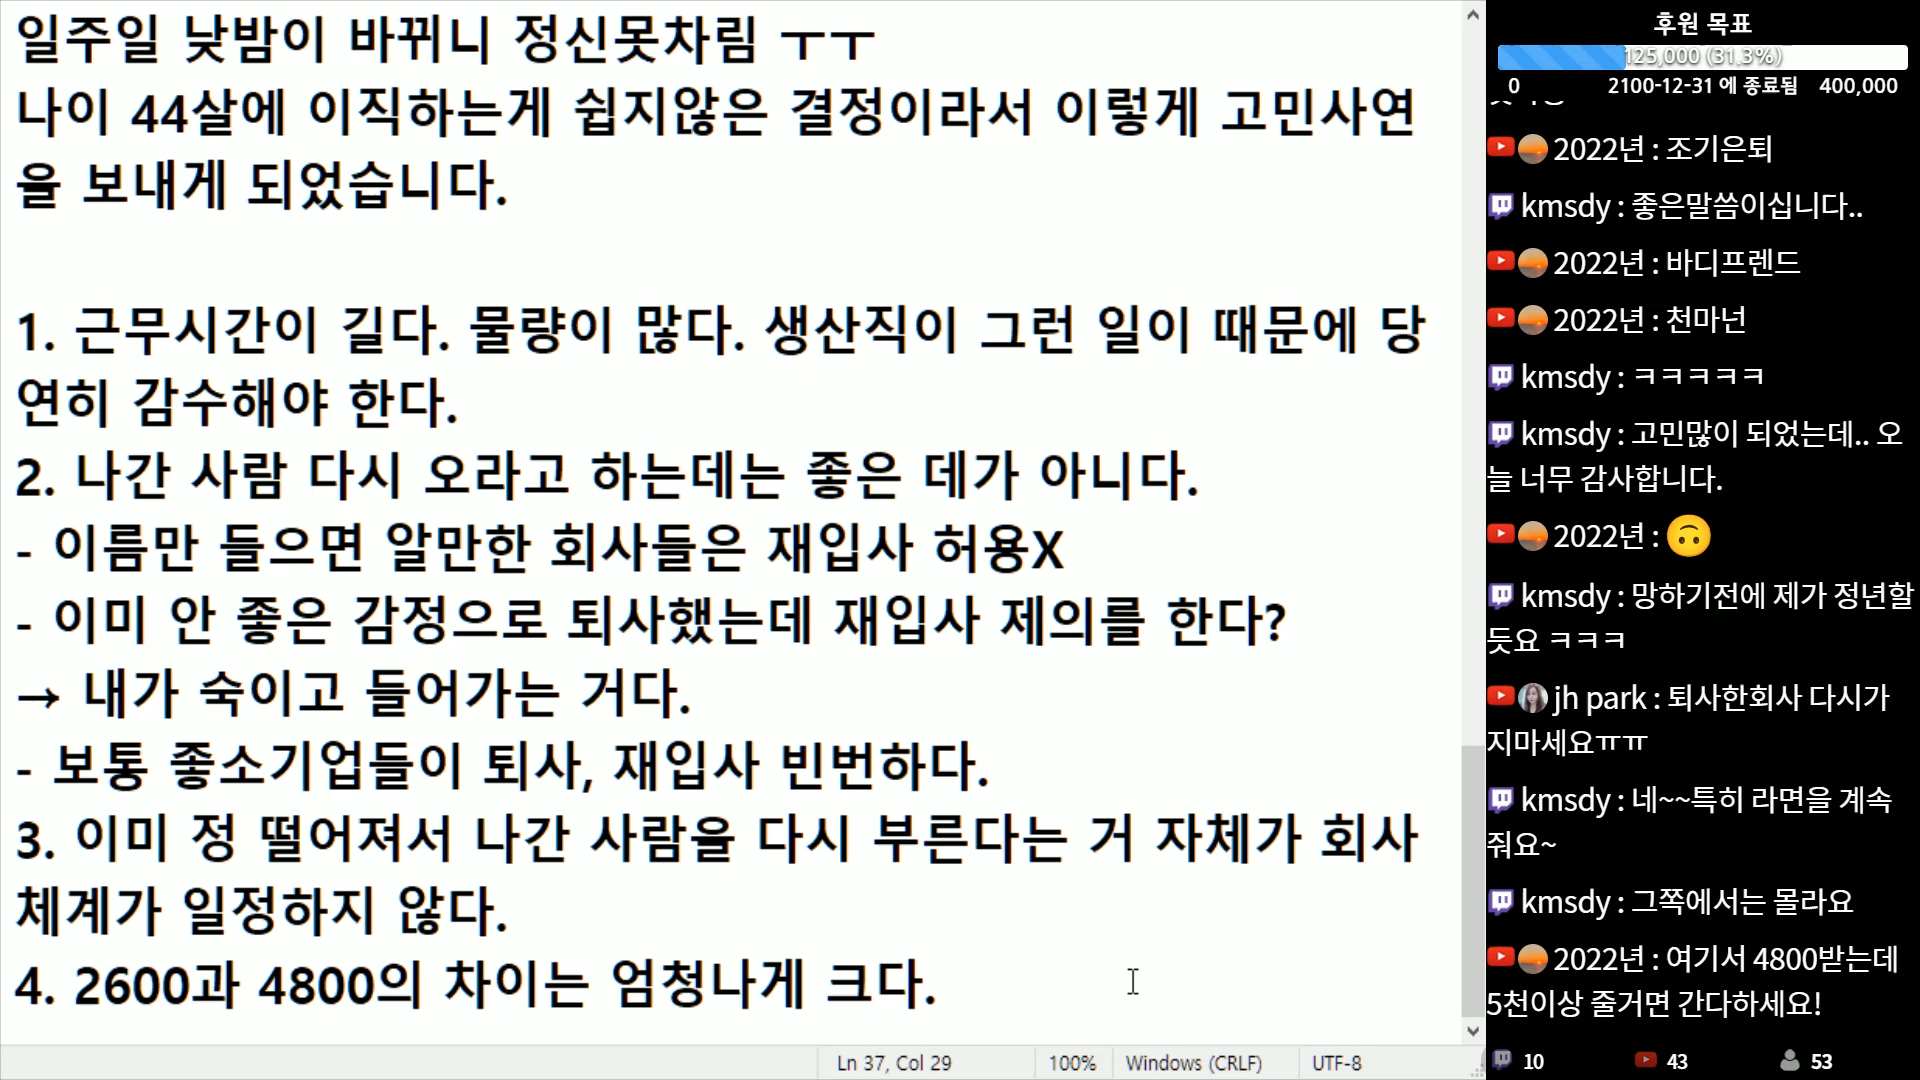 일주일 낮밤이 바뀌니 정신못차림 ㅜㅜ
나이 44살에 이직하는게 쉽지않은 결정이라서 이렇게 고민사연
을 보내게 되었습니다.
1. 근무시간이 길다. 물량이 많다. 생산직이 그런 일이 때문에 당
연히 감수해야 한다.
2. 나간 사람 다시 오라고 하는데는 좋은 데가 아니다.
- 이름만 들으면 알만한 회사들은 재입사 허용X
- 이미 안 좋은 감정으로 퇴사했는데 재입사 제의를 한다?
→ 내가 숙이고 들어가는 거다.
- 보통 좋소기업들이 퇴사, 재입사 빈번하다.
3. 이미 정 떨어져서 나간 사람을 다시 부른다는 거 자체가 회사
체계가 일정하지 않다.
4. 2600과 4800의 차이는 엄청나게 크다.
Ln 37, Col 29
100%
Windows (CRLF)
UTF-8
후원 목표
125,000 (31.3%)
0
2100-12-31 에 종료됨
400,000
2022년 : 조기은퇴
kmsdy : 좋은말씀이십니다..
2022년 : 바디프렌드
2022년 : 천마넌
kmsdy : ㅋㅋㅋㅋㅋ
kmsdy : 고민많이 되었는데.. 오
늘 너무 감사합니다.
2022년 : 🙃
kmsdy : 망하기전에 제가 정년할
듯요 ㅋㅋㅋ
jh park : 퇴사한회사 다시가
지마세요ㅠㅠ
kmsdy : 네~~특히 라면을 계속
줘요~
kmsdy : 그쪽에서는 몰라요
2022년 : 여기서 4800받는데
5천이상 줄거면 간다하세요!
10
43
53